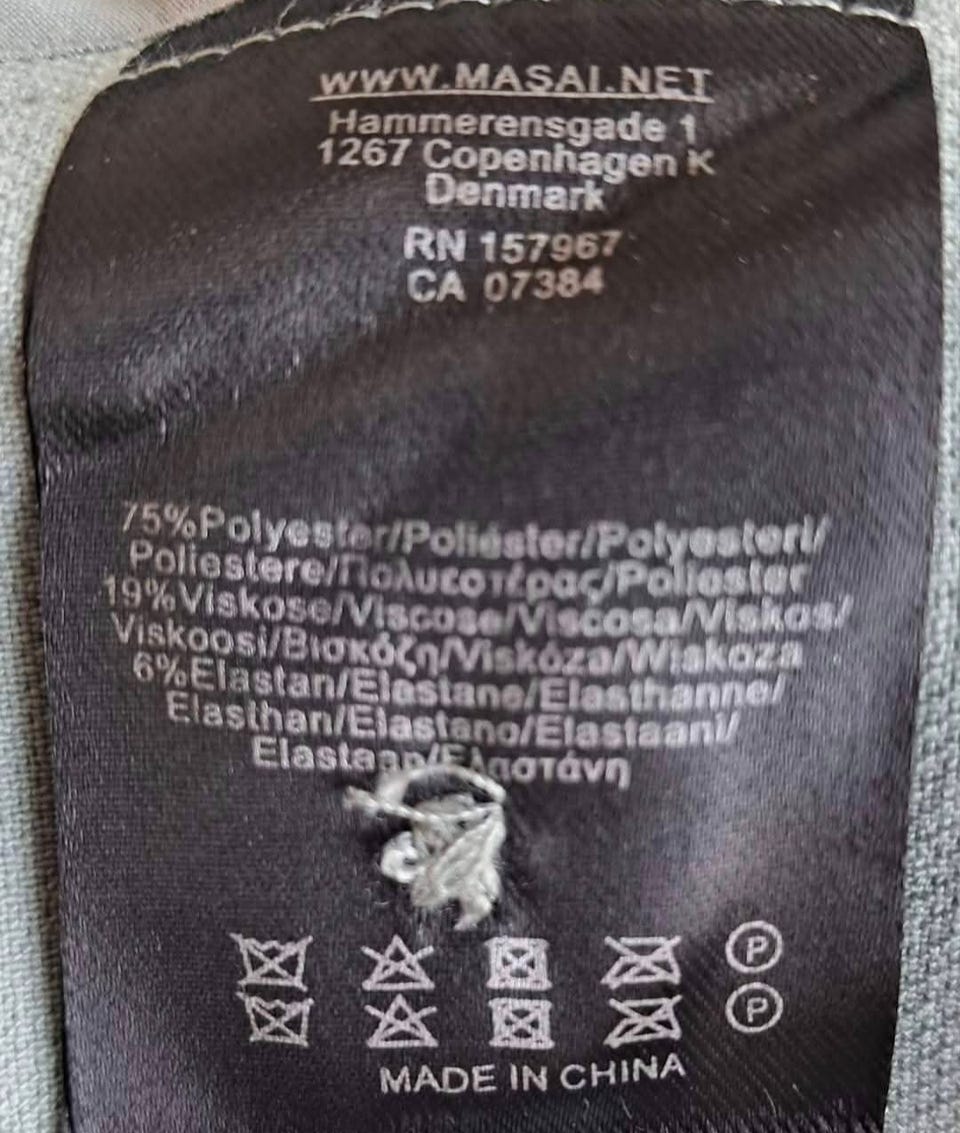 WWW.MASAI.NET
Hammerensgade 1
1267 Copenhagen K
Denmark
RN 157967
CA 07384
75%Polyester/Poliéster/Polyesteri/
Poliestere/Πολυεστέρας/Poliester
19%Viskose/Viscose/Viscosa/Viskos/
Viskoosi/Βισκόζη/Viskóza/Wiskoza
6%Elastan/Elastane/Elasthanne/
Elasthan/Elastano/Elastaani/
Elastaan/Ελαστάνη
P
P
MADE IN CHINA